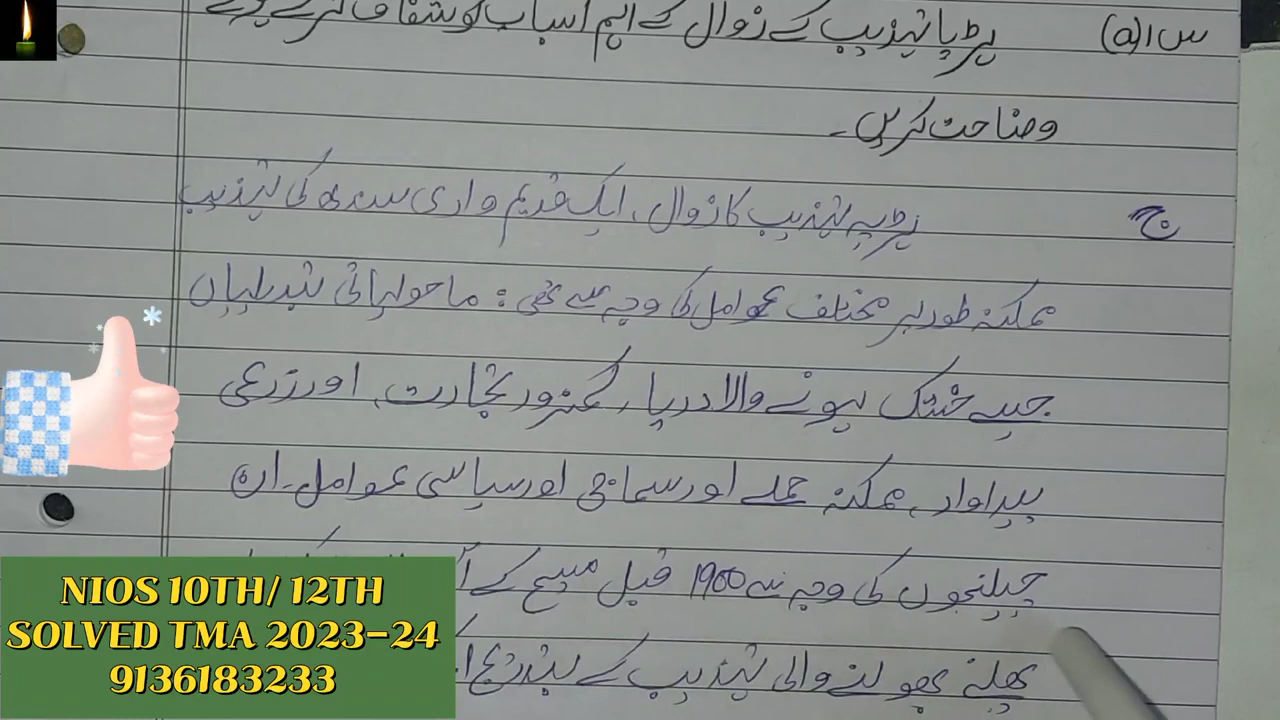 س۱(a) ہڑپا تہذیب کے زوال کے اہم اسباب کو شفاف کرتے ہوئے
وضاحت کریں۔
ج ہڑپہ تہذیب کا زوال، ایک قدیم وادی سندھ کی تہذیب
ممکنہ طور پر مختلف عوامل کی وجہ سے تھی: ماحولیاتی تبدیلیاں
جیسے خشک ہونے والا دریا، کمزور تجارت، اور زرعی
پیداوار، ممکنہ حملے اور سماجی اور سیاسی عوامل۔ ان
چیلنجوں کی وجہ سے 1900 قبل مسیح کے
پھلنے پھولنے والی تہذیب کے بتدریج
NIOS 10TH/ 12TH
SOLVED TMA 2023-24
9136183233